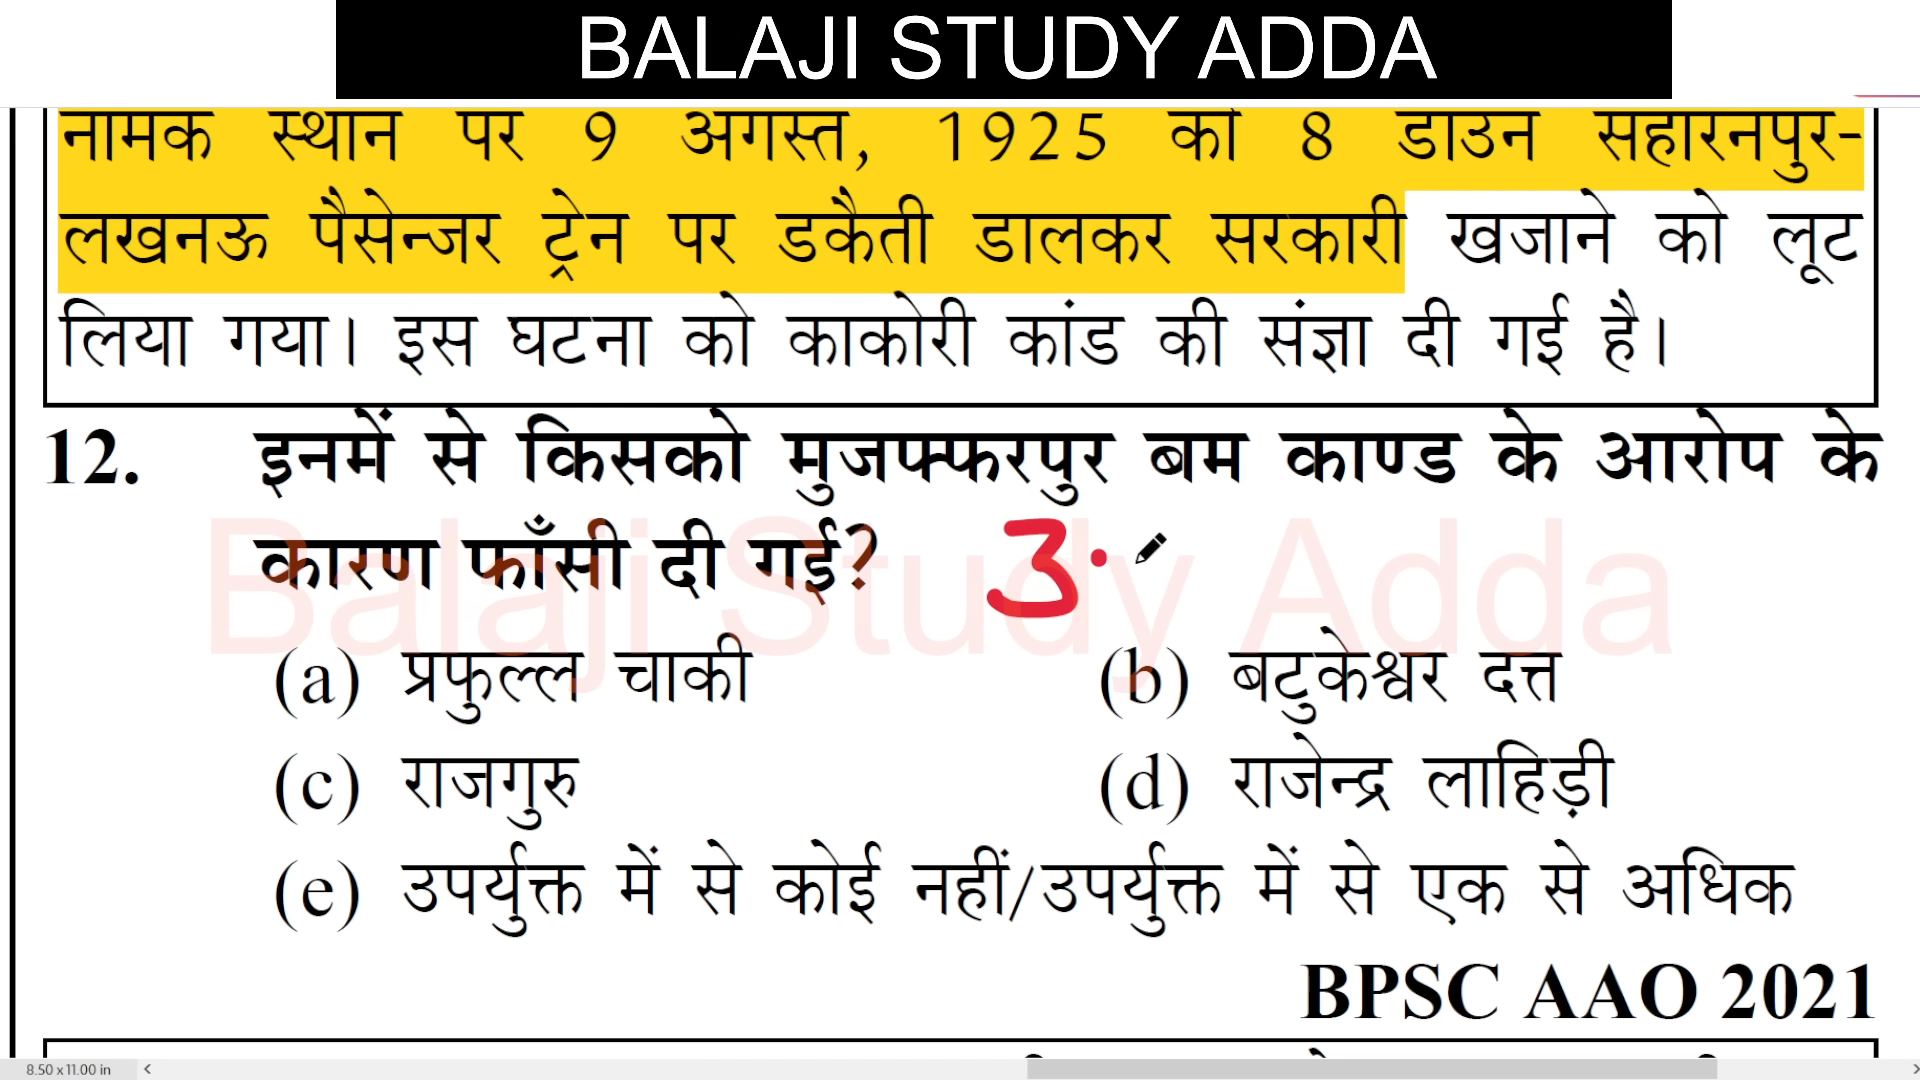 BALAJI STUDY ADDA
नामक स्थान पर 9 अगस्त, 1925 को 8 डाउन सहारनपुर-
लखनऊ पैसेन्जर ट्रेन पर डकैती डालकर सरकारी खजाने को लूट
लिया गया। इस घटना को काकोरी कांड की संज्ञा दी गई है।
12. इनमें से किसको मुजफ्फरपुर बम काण्ड के आरोप के
कारण फाँसी दी गई? 3.
Balaji Study Adda
(a) प्रफुल्ल चाकी (b) बटुकेश्वर दत्त
(c) राजगुरु (d) राजेन्द्र लाहिड़ी
(e) उपर्युक्त में से कोई नहीं/उपर्युक्त में से एक से अधिक
BPSC AAO 2021
8.50 x 11.00 in